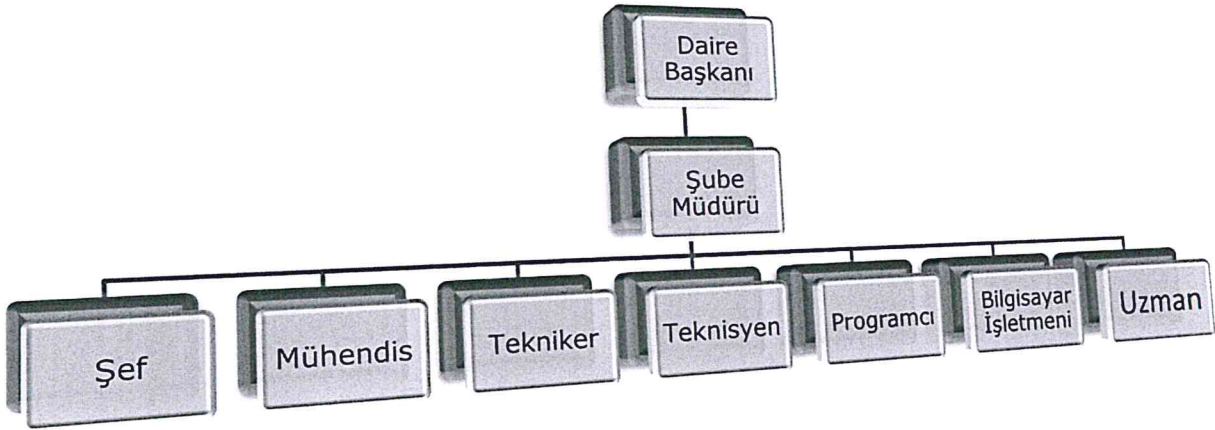 Daire
Başkanı
Şube
Müdürü
Şef
Mühendis
Tekniker
Teknisyen
Programcı
Bilgisayar
İşletmeni
Uzman